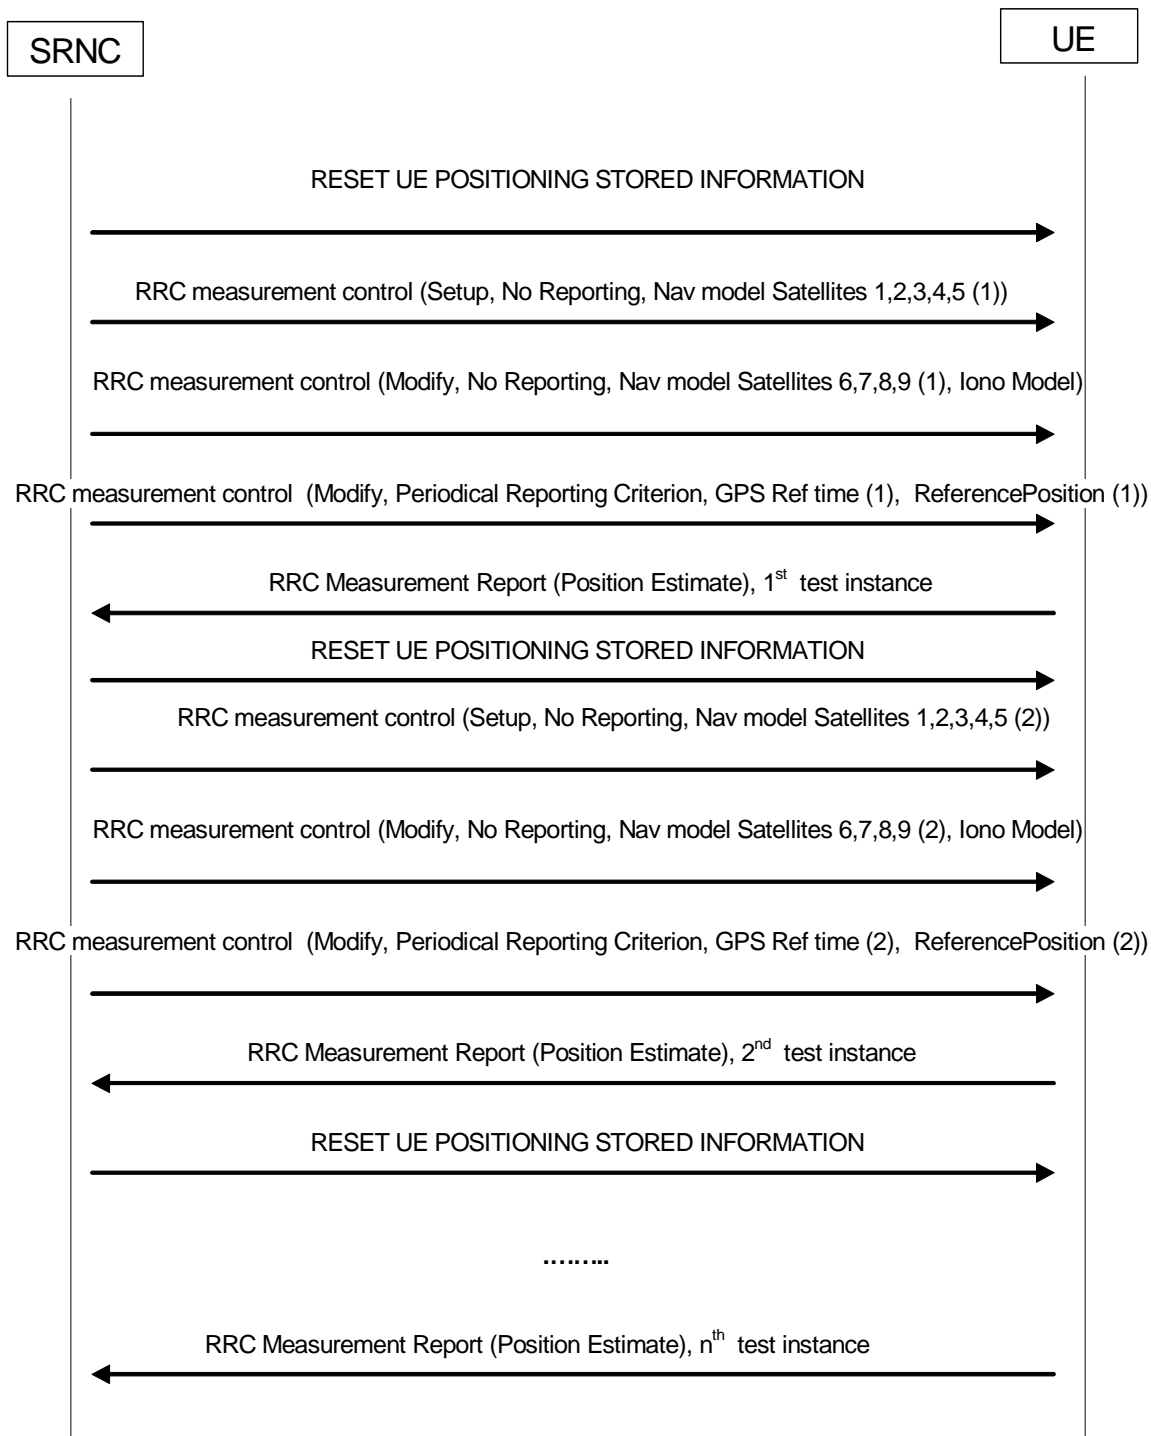 SRNC
UE
RESET UE POSITIONING STORED INFORMATION
RRC measurement control (Setup, No Reporting, Nav model Satellites 1,2,3,4,5 (1))
RRC measurement control (Modify, No Reporting, Nav model Satellites 6,7,8,9 (1), Iono Model)
RRC measurement control (Modify, Periodical Reporting Criterion, GPS Ref time (1), ReferencePosition (1))
RRC Measurement Report (Position Estimate), 1st test instance
RESET UE POSITIONING STORED INFORMATION
RRC measurement control (Setup, No Reporting, Nav model Satellites 1,2,3,4,5 (2))
RRC measurement control (Modify, No Reporting, Nav model Satellites 6,7,8,9 (2), Iono Model)
RRC measurement control (Modify, Periodical Reporting Criterion, GPS Ref time (2), ReferencePosition (2))
RRC Measurement Report (Position Estimate), 2nd test instance
RESET UE POSITIONING STORED INFORMATION
.........
RRC Measurement Report (Position Estimate), nth test instance